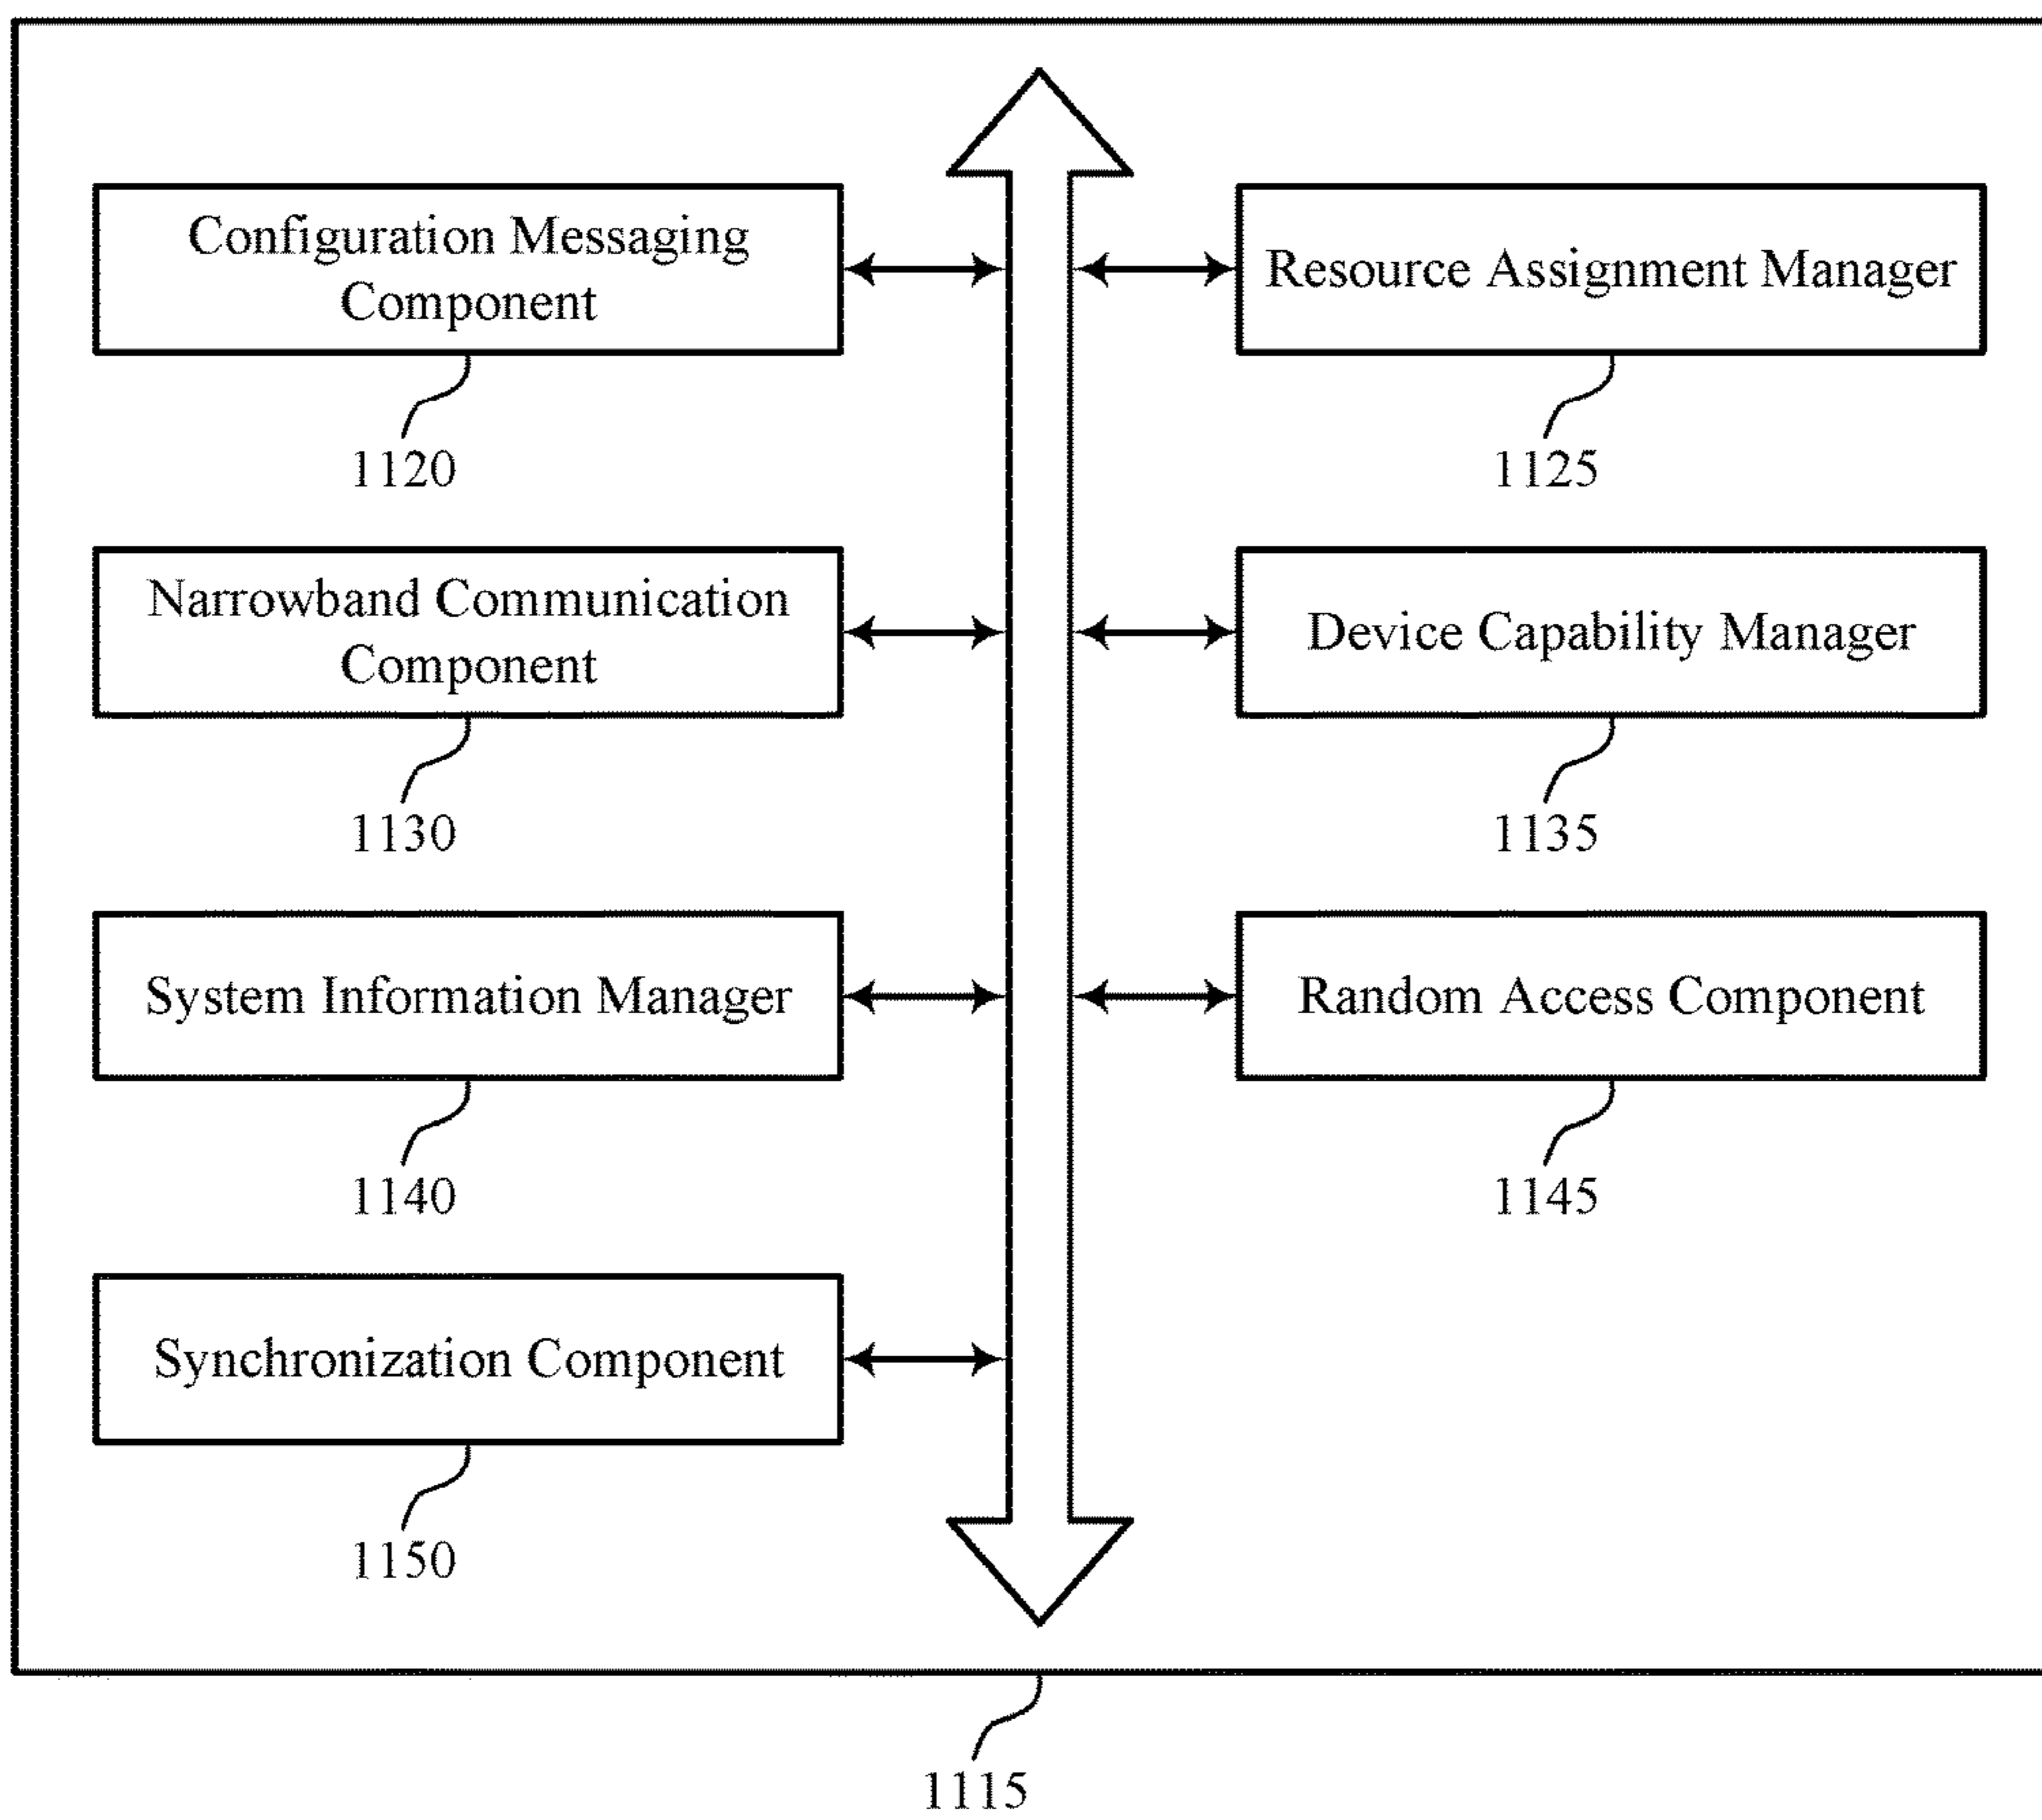 Configuration Messaging
Component
1120
Resource Assignment Manager
1125
Narrowband Communication
Component
1130
Device Capability Manager
1135
System Information Manager
1140
Random Access Component
1145
Synchronization Component
1150
1115